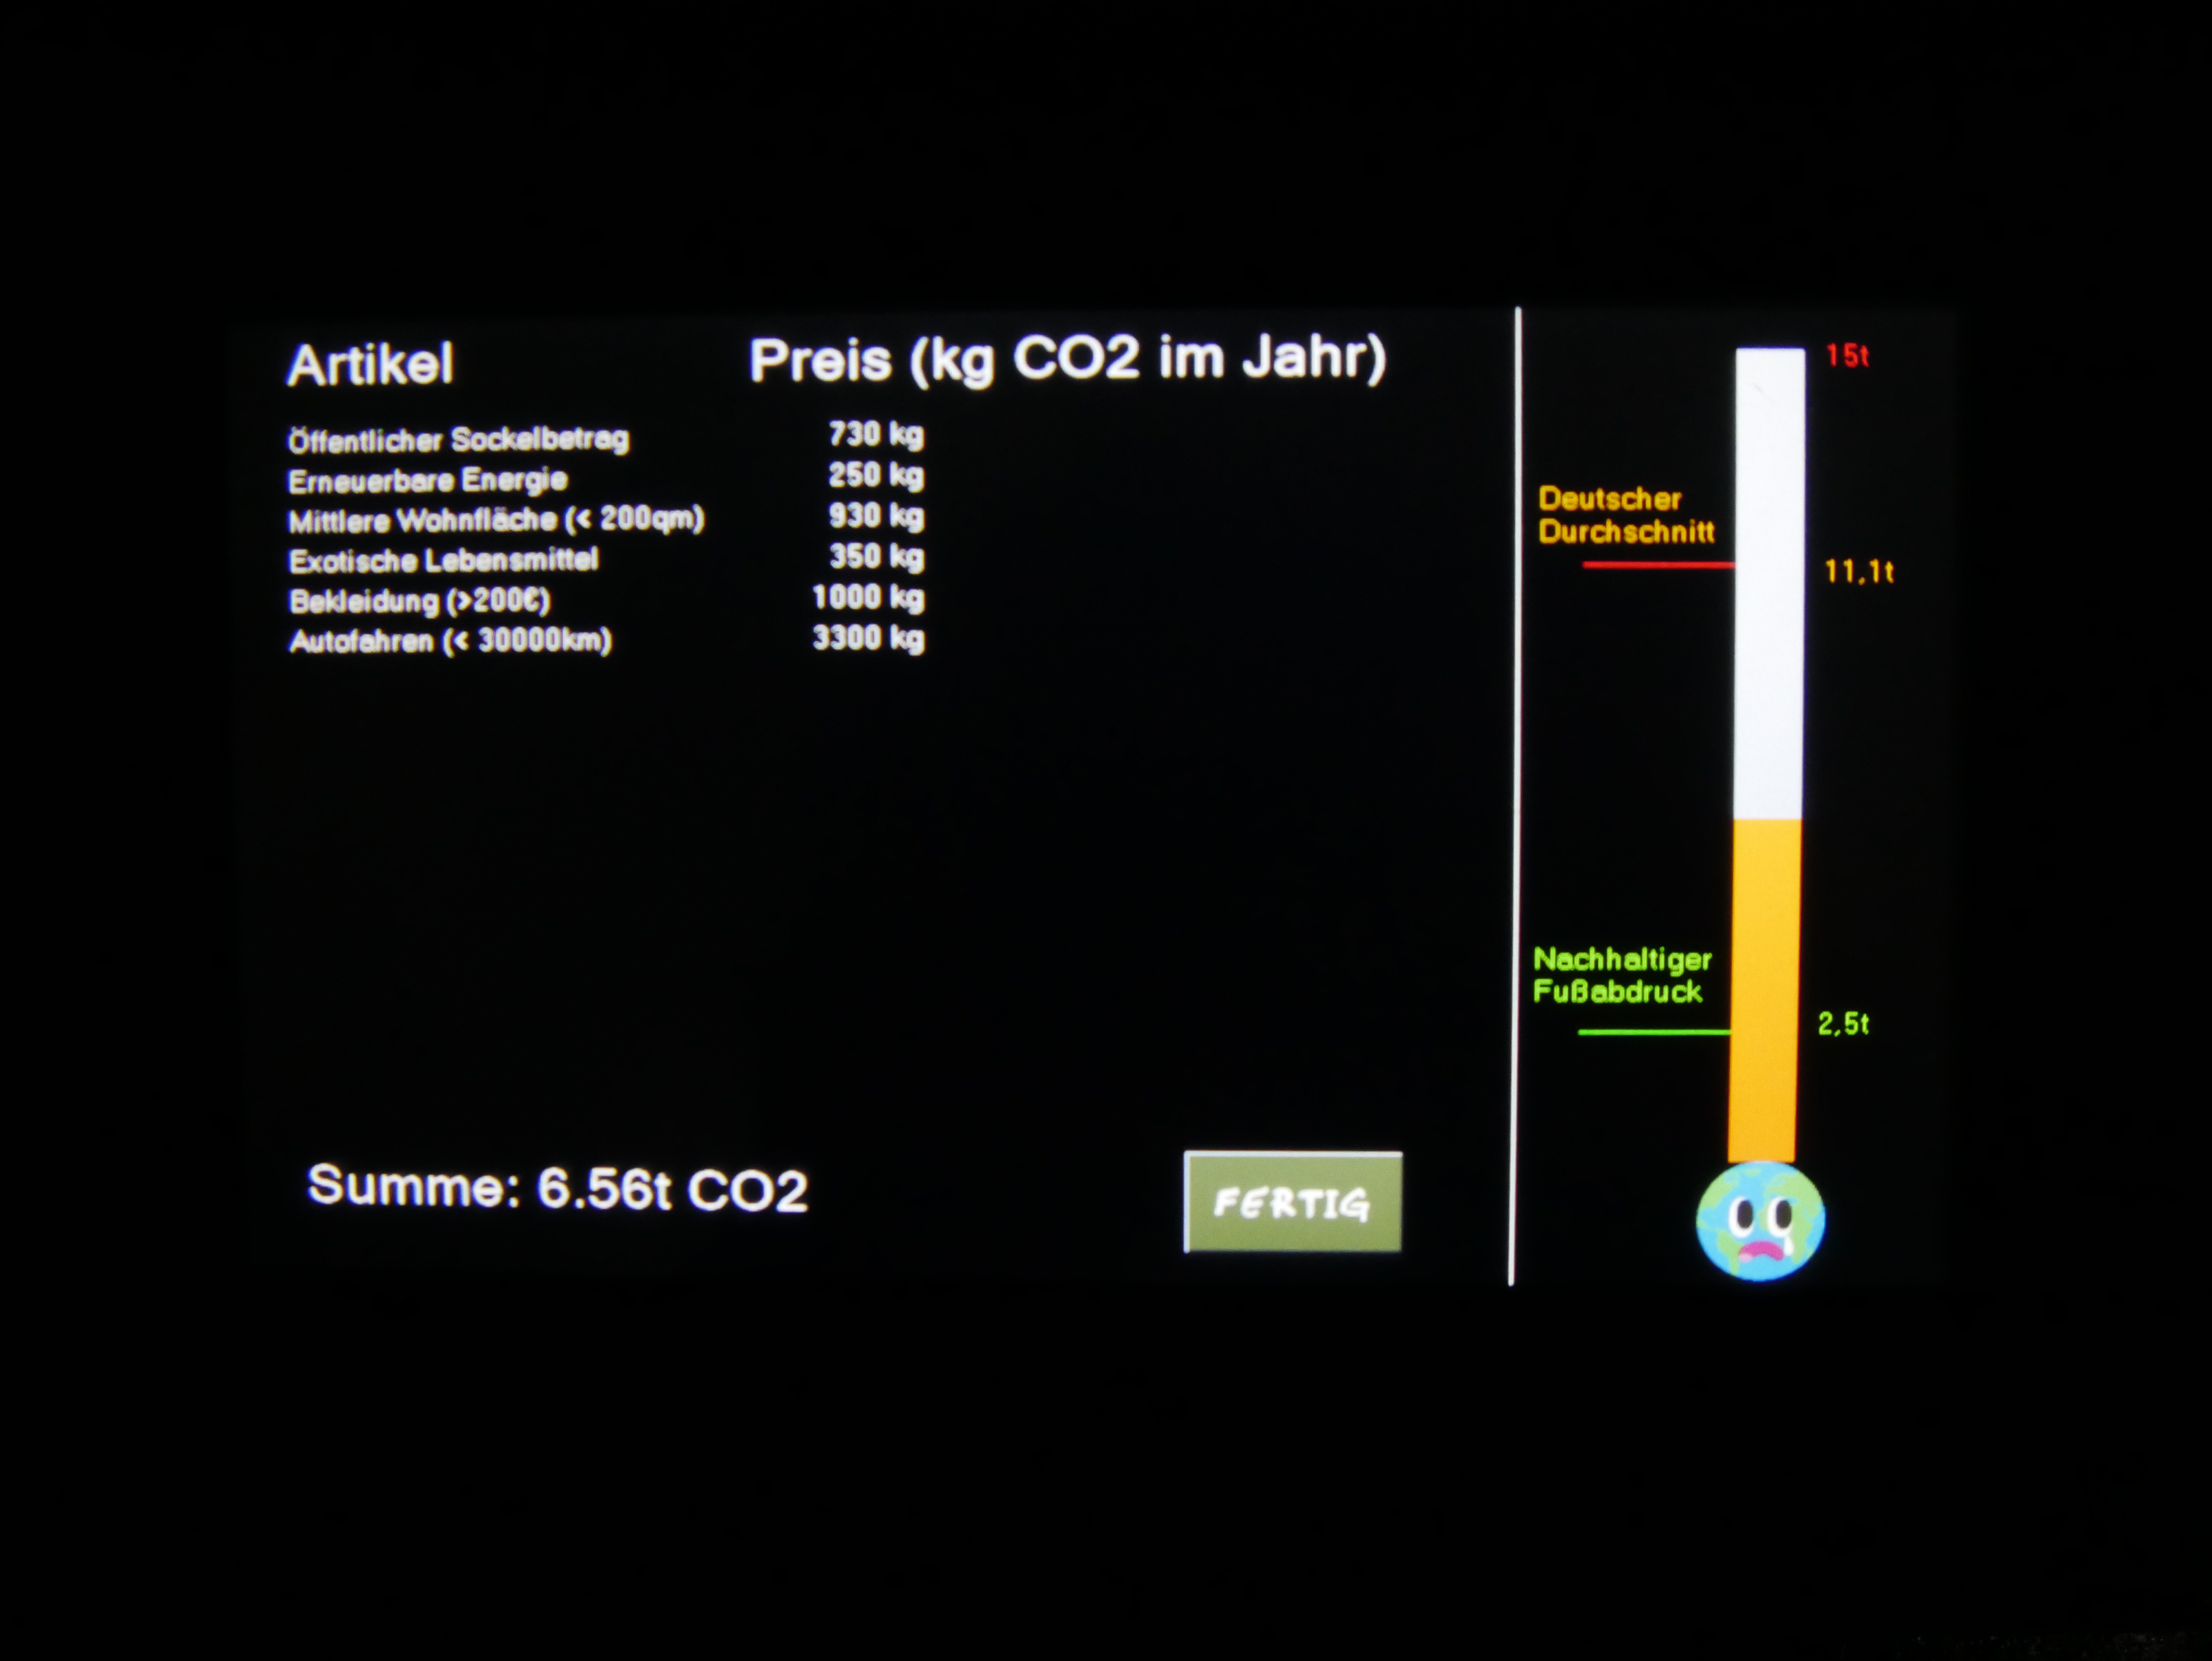 Artikel Preis (kg CO2 im Jahr)
Öffentlicher Sockelbetrag 730 kg
Erneuerbare Energie 250 kg
Mittlere Wohnfläche (< 200qm) 930 kg
Exotische Lebensmittel 350 kg
Bekleidung (>200€) 1000 kg
Autofahren (< 30000km) 3300 kg
Summe: 6.56t CO2
FERTIG
15t
Deutscher
Durchschnitt
11,1t
Nachhaltiger
Fußabdruck
2,5t